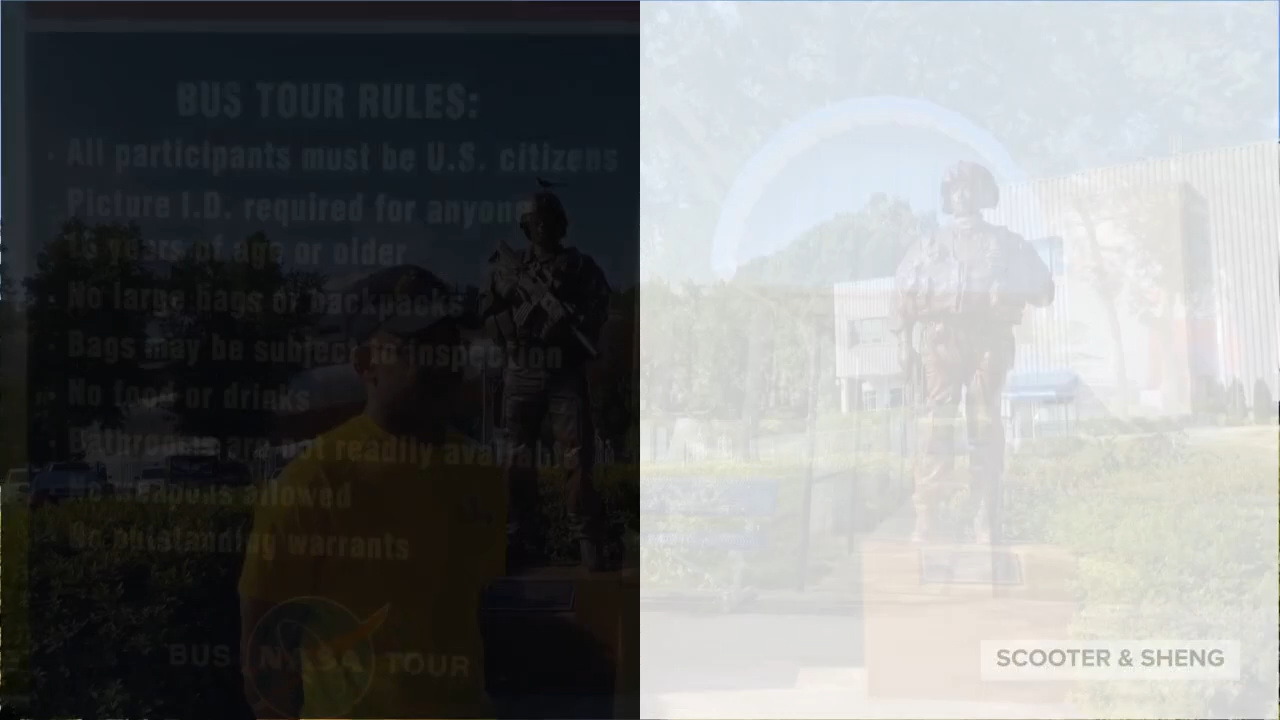 BUS TOUR RULES:
· All participants must be U.S. citizens
· Picture I.D. required for anyone
16 years of age or older
· No large bags or backpacks
· Bags may be subject to inspection
· No food or drinks
· Bathrooms are not readily available
· No weapons allowed
· No outstanding warrants
BUS NASA TOUR
SCOOTER & SHENG